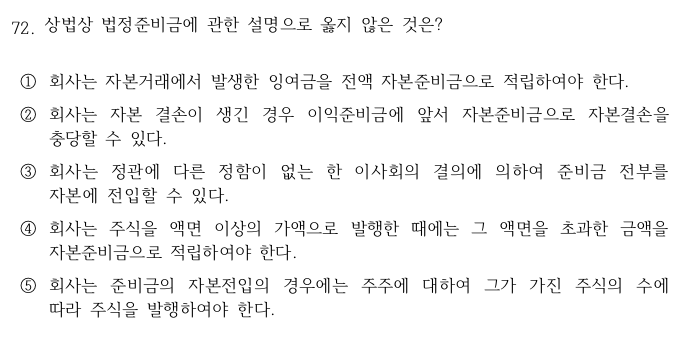 72. 상법상 법정준비금에 관한 설명으로 옳지 않은 것은?
① 회사는 자본거래에서 발생한 잉여금을 전액 자본준비금으로 적립하여야 한다.
② 회사는 자본 결손이 생긴 경우 이익준비금에 앞서 자본준비금으로 자본결손을
충당할 수 있다.
③ 회사는 정관에 다른 정함이 없는 한 이사회의 결의에 의하여 준비금 전부를
자본에 전입할 수 있다.
④ 회사는 주식을 액면 이상의 가액으로 발행한 때에는 그 액면을 초과한 금액을
자본준비금으로 적립하여야 한다.
⑤ 회사는 준비금의 자본전입의 경우에는 주주에 대하여 그가 가진 주식의 수에
따라 주식을 발행하여야 한다.